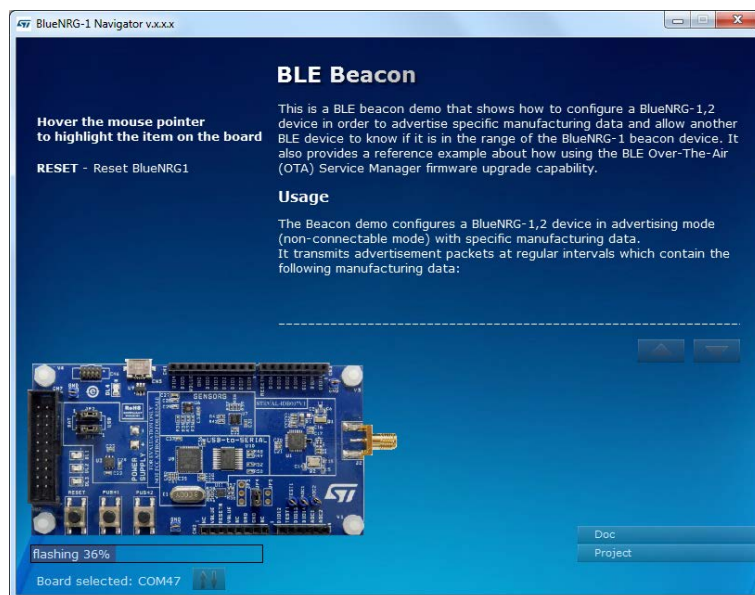 BlueNRG-1 Navigator v.x.x.x
BLE Beacon
Hover the mouse pointer
to highlight the item on the board
RESET - Reset BlueNRG1
This is a BLE beacon demo that shows how to configure a BlueNRG-1,2
device in order to advertise specific manufacturing data and allow another
BLE device to know if it is in the range of the BlueNRG-1 beacon device. It
also provides a reference example about how using the BLE Over-The-Air
(OTA) Service Manager firmware upgrade capability.
Usage
The Beacon demo configures a BlueNRG-1,2 device in advertising mode
(non-connectable mode) with specific manufacturing data.
It transmits advertisement packets at regular intervals which contain the
following manufacturing data:
SENSORS
RoHS
USB-to-SERIAL
POWER
SUPPLY
RESET
PUSH1
PUSH2
flashing 36%
Board selected: COM47
Doc
Project